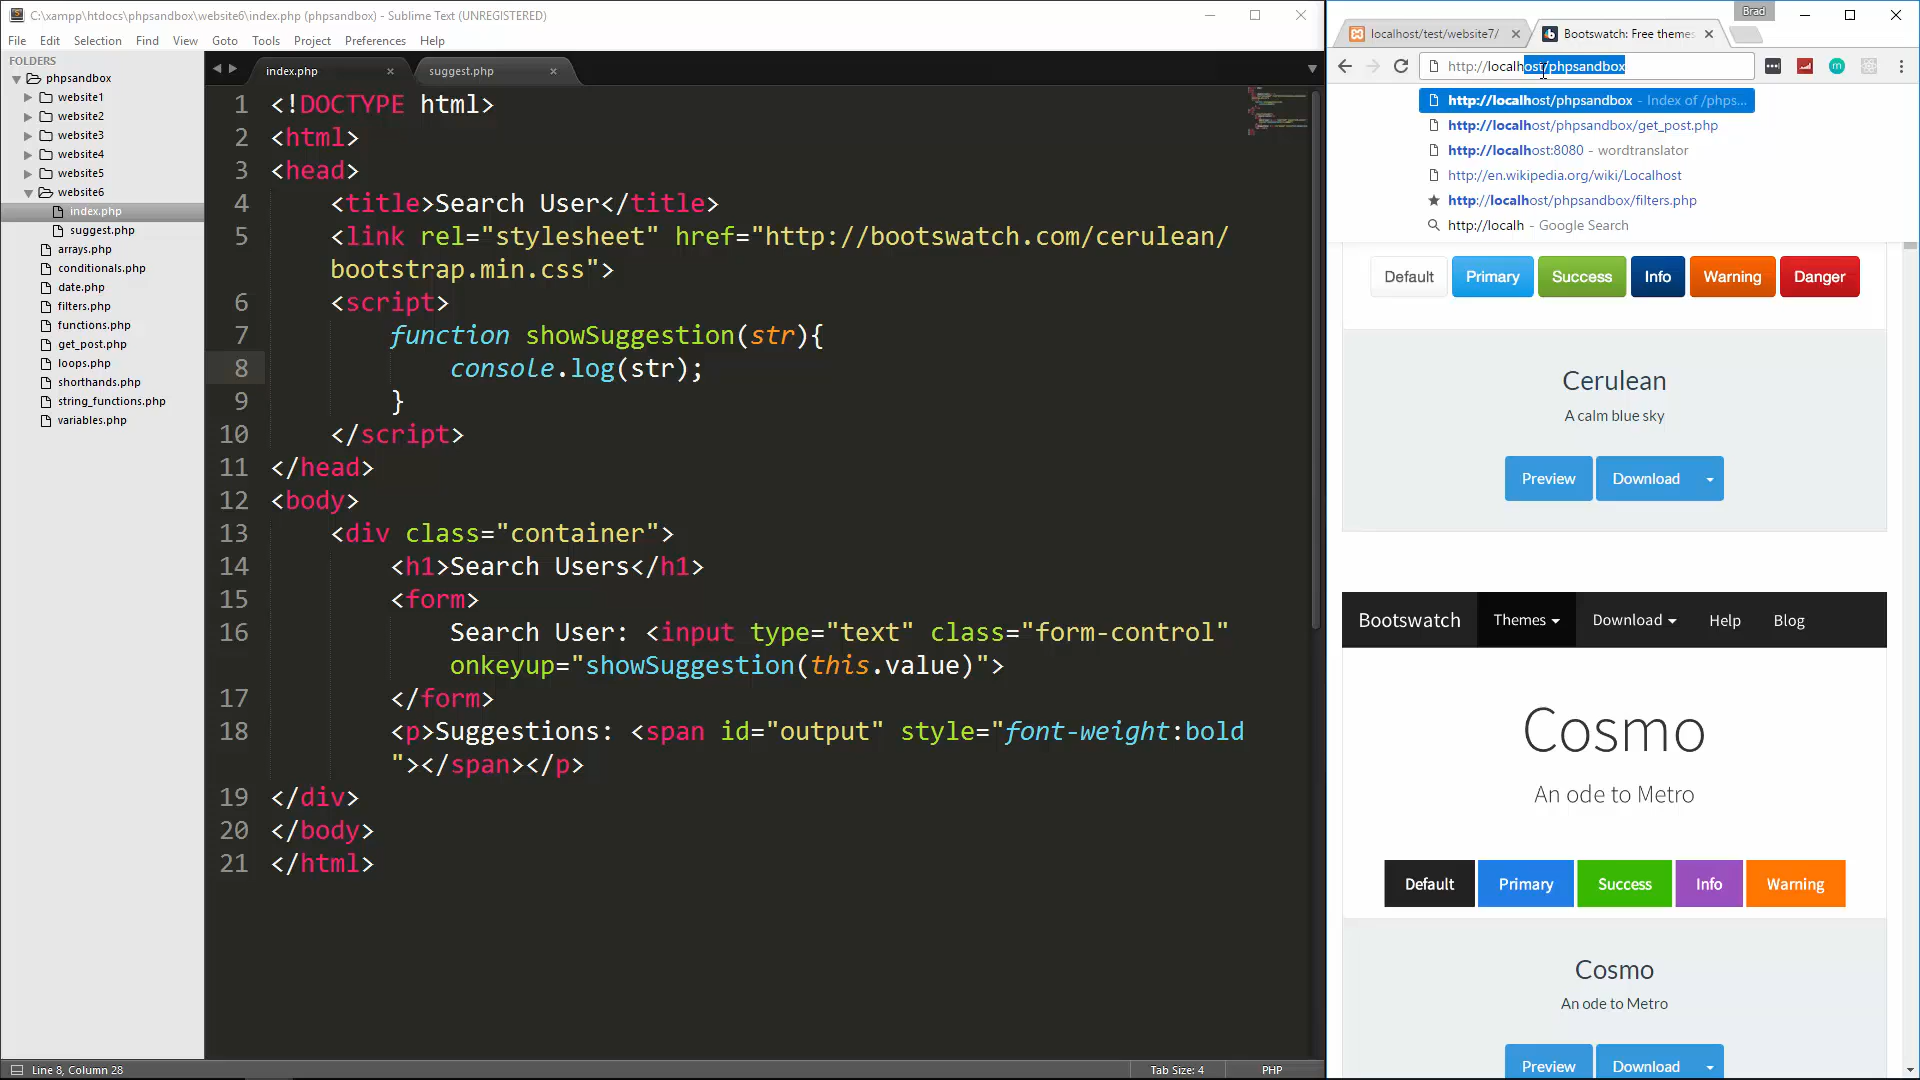 C:\xampp\htdocs\phpsandbox\website6\index.php (phpsandbox) - Sublime Text (UNREGISTERED)
File Edit Selection Find View Goto Tools Project Preferences Help
FOLDERS
phpsandbox
website1
website2
website3
website4
website5
website6
index.php
suggest.php
arrays.php
conditionals.php
date.php
filters.php
functions.php
get_post.php
loops.php
shorthands.php
string_functions.php
variables.php
index.php suggest.php
1 <!DOCTYPE html>
2 <html>
3 <head>
4 <title>Search User</title>
5 <link rel="stylesheet" href="http://bootswatch.com/cerulean/
bootstrap.min.css">
6 <script>
7 function showSuggestion(str){
8 console.log(str);
9 }
10 </script>
11 </head>
12 <body>
13 <div class="container">
14 <h1>Search Users</h1>
15 <form>
16 Search User: <input type="text" class="form-control"
onkeyup="showSuggestion(this.value)">
17 </form>
18 <p>Suggestions: <span id="output" style="font-weight:bold
"></span></p>
19 </div>
20 </body>
21 </html>
Line 8, Column 28 Tab Size: 4 PHP
Brad
localhost/test/website7/ Bootswatch: Free themes
http://localhost/phpsandbox
http://localhost/phpsandbox - Index of /phps...
http://localhost/phpsandbox/get_post.php
http://localhost:8080 - wordtranslator
http://en.wikipedia.org/wiki/Localhost
http://localhost/phpsandbox/filters.php
http://localh - Google Search
Default Primary Success Info Warning Danger
Cerulean
A calm blue sky
Preview Download
Bootswatch Themes Download Help Blog
Cosmo
An ode to Metro
Default Primary Success Info Warning
Cosmo
An ode to Metro
Preview Download